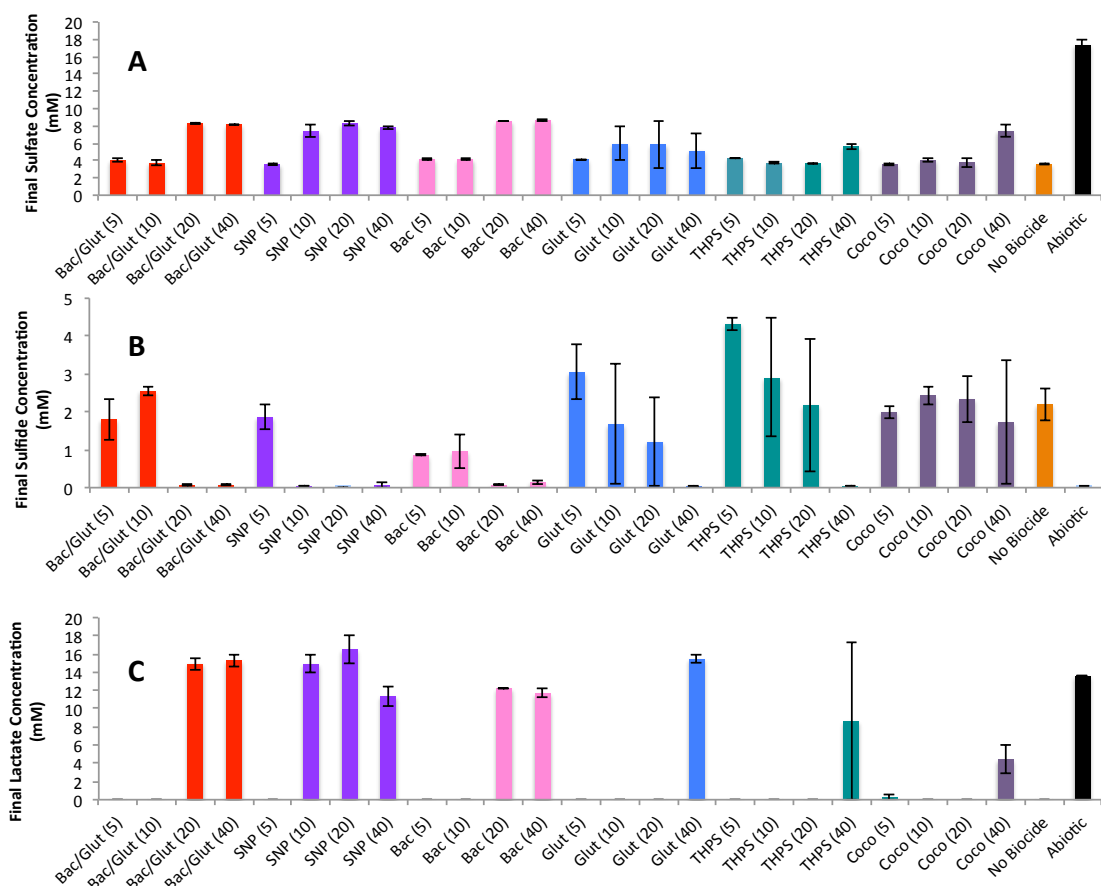 A
Final Sulfate Concentration
(mM)
20
18
16
14
12
10
8
6
4
2
0
Bac/Glut (5)
Bac/Glut (10)
Bac/Glut (20)
Bac/Glut (40)
SNP (5)
SNP (10)
SNP (20)
SNP (40)
Bac (5)
Bac (10)
Bac (20)
Bac (40)
Glut (5)
Glut (10)
Glut (20)
Glut (40)
THPS (5)
THPS (10)
THPS (20)
THPS (40)
Coco (5)
Coco (10)
Coco (20)
Coco (40)
No Biocide
Abiotic
B
Final Sulfide Concentration
(mM)
5
4
3
2
1
0
Bac/Glut (5)
Bac/Glut (10)
Bac/Glut (20)
Bac/Glut (40)
SNP (5)
SNP (10)
SNP (20)
SNP (40)
Bac (5)
Bac (10)
Bac (20)
Bac (40)
Glut (5)
Glut (10)
Glut (20)
Glut (40)
THPS (5)
THPS (10)
THPS (20)
THPS (40)
Coco (5)
Coco (10)
Coco (20)
Coco (40)
No Biocide
Abiotic
C
Final Lactate Concentration
(mM)
20
18
16
14
12
10
8
6
4
2
0
Bac/Glut (5)
Bac/Glut (10)
Bac/Glut (20)
Bac/Glut (40)
SNP (5)
SNP (10)
SNP (20)
SNP (40)
Bac (5)
Bac (10)
Bac (20)
Bac (40)
Glut (5)
Glut (10)
Glut (20)
Glut (40)
THPS (5)
THPS (10)
THPS (20)
THPS (40)
Coco (5)
Coco (10)
Coco (20)
Coco (40)
No Biocide
Abiotic